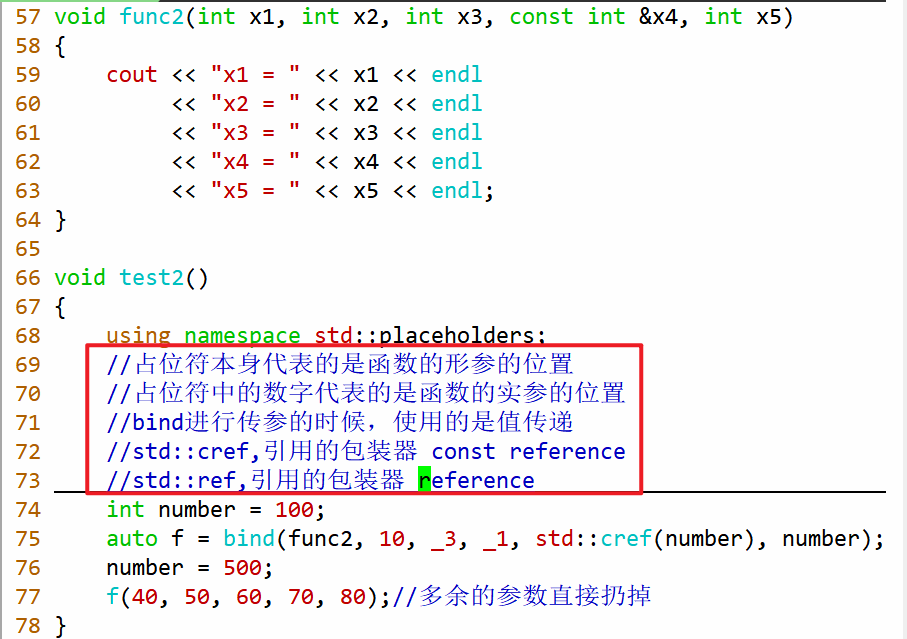 57 void func2(int x1, int x2, int x3, const int &x4, int x5)
58 {
59     cout << "x1 = " << x1 << endl
60          << "x2 = " << x2 << endl
61          << "x3 = " << x3 << endl
62          << "x4 = " << x4 << endl
63          << "x5 = " << x5 << endl;
64 }
65
66 void test2()
67 {
68     using namespace std::placeholders;
69     //占位符本身代表的是函数的形参的位置
70     //占位符中的数字代表的是函数的实参的位置
71     //bind进行传参的时候，使用的是值传递
72     //std::cref,引用的包装器 const reference
73     //std::ref,引用的包装器 reference
74     int number = 100;
75     auto f = bind(func2, 10, _3, _1, std::cref(number), number);
76     number = 500;
77     f(40, 50, 60, 70, 80);//多余的参数直接扔掉
78 }